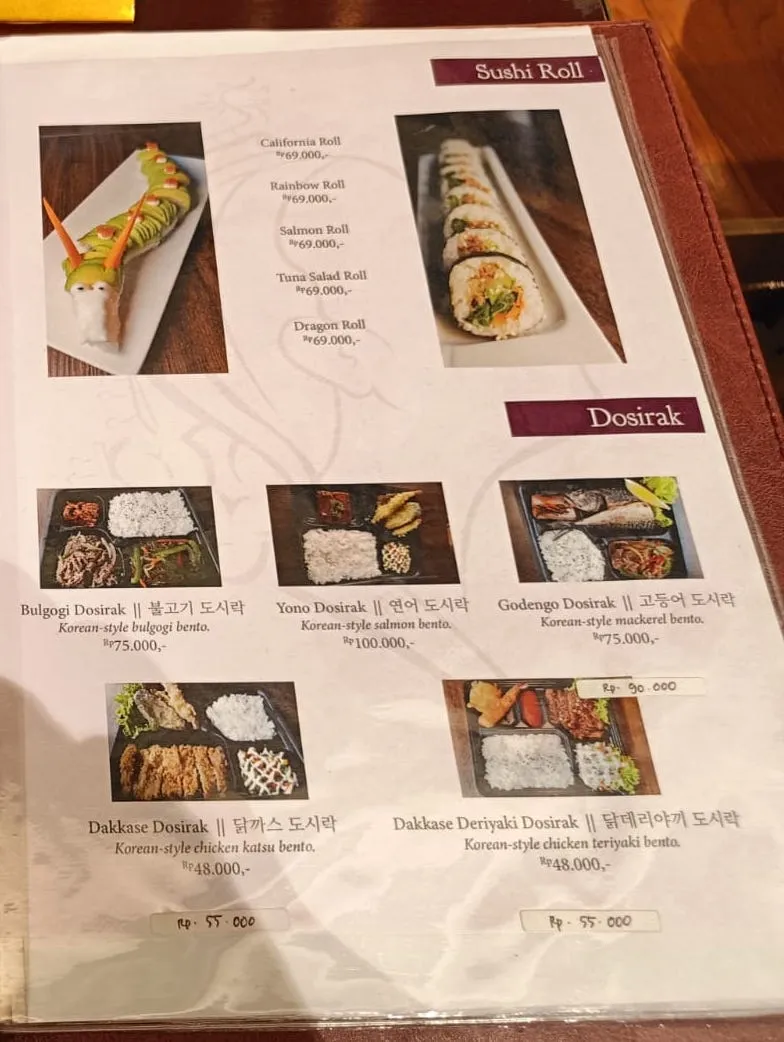 Sushi Roll
California Roll
Rp69.000,-
Rainbow Roll
Rp69.000,-
Salmon Roll
Rp69.000,-
Tuna Salad Roll
Rp69.000,-
Dragon Roll
Rp69.000,-
Dosirak
Bulgogi Dosirak || 불고기 도시락
Korean-style bulgogi bento.
Rp75.000,-
Yono Dosirak || 연어 도시락
Korean-style salmon bento.
Rp100.000,-
Godengo Dosirak || 고등어 도시락
Korean-style mackerel bento.
Rp75.000,-
Rp. 90.000
Dakkase Dosirak || 닭까스 도시락
Korean-style chicken katsu bento.
Rp48.000,-
Rp. 55.000
Dakkase Deriyaki Dosirak || 닭데리야끼 도시락
Korean-style chicken teriyaki bento.
Rp48.000,-
Rp. 55.000